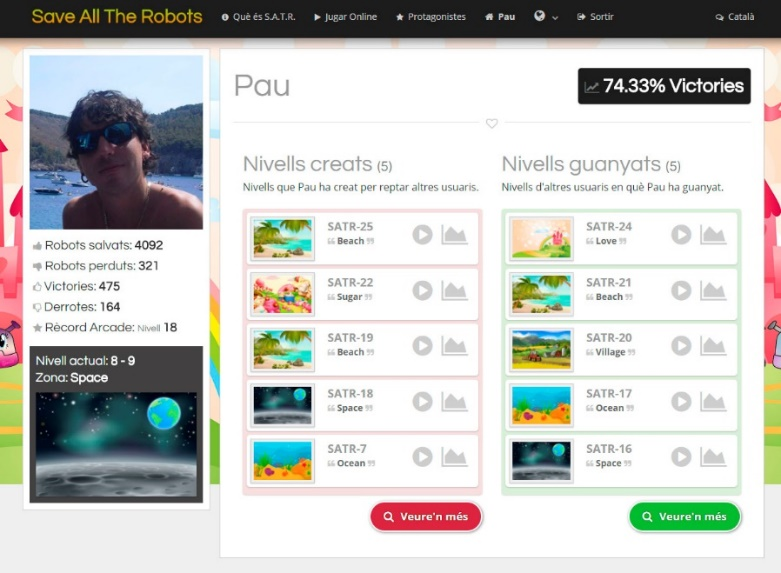 Save All The Robots
Què és S.A.T.R.
Jugar Online
Protagonistes
Pau
Sortir
Català
Robots salvats: 4092
Robots perduts: 321
Victories: 475
Derrotes: 164
Rècord Arcade: Nivell 18
Nivell actual: 8 - 9
Zona: Space
Pau
74.33% Victories
Nivells creats (5)
Nivells que Pau ha creat per reptar altres usuaris.
SATR-25
“ Beach ”
SATR-22
“ Sugar ”
SATR-19
“ Beach ”
SATR-18
“ Space ”
SATR-7
“ Ocean ”
Veure'n més
Nivells guanyats (5)
Nivells d'altres usuaris en què Pau ha guanyat.
SATR-24
“ Love ”
SATR-21
“ Beach ”
SATR-20
“ Village ”
SATR-17
“ Ocean ”
SATR-16
“ Space ”
Veure'n més